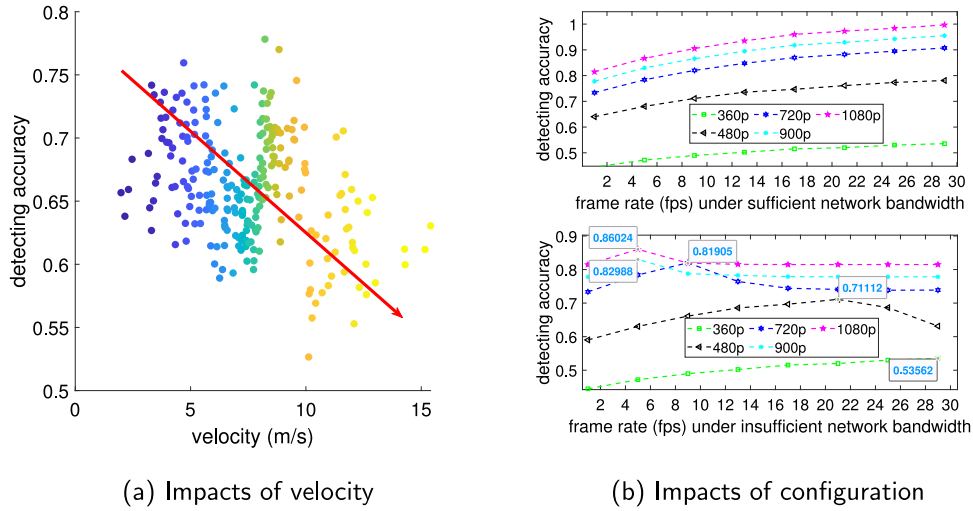 0.8
0.75
0.7
0.65
0.6
0.55
0.5
detecting accuracy
0 5 10 15
velocity (m/s)
(a) Impacts of velocity
1
0.9
0.8
0.7
0.6
0.5
detecting accuracy
360p 720p 1080p
480p 900p
2 4 6 8 10 12 14 16 18 20 22 24 26 28 30
frame rate (fps) under sufficient network bandwidth
0.9
0.8
0.7
0.6
0.5
detecting accuracy
0.86024
0.81905
0.82988
0.71112
360p 720p 1080p
480p 900p
0.53562
2 4 6 8 10 12 14 16 18 20 22 24 26 28 30
frame rate (fps) under insufficient network bandwidth
(b) Impacts of configuration